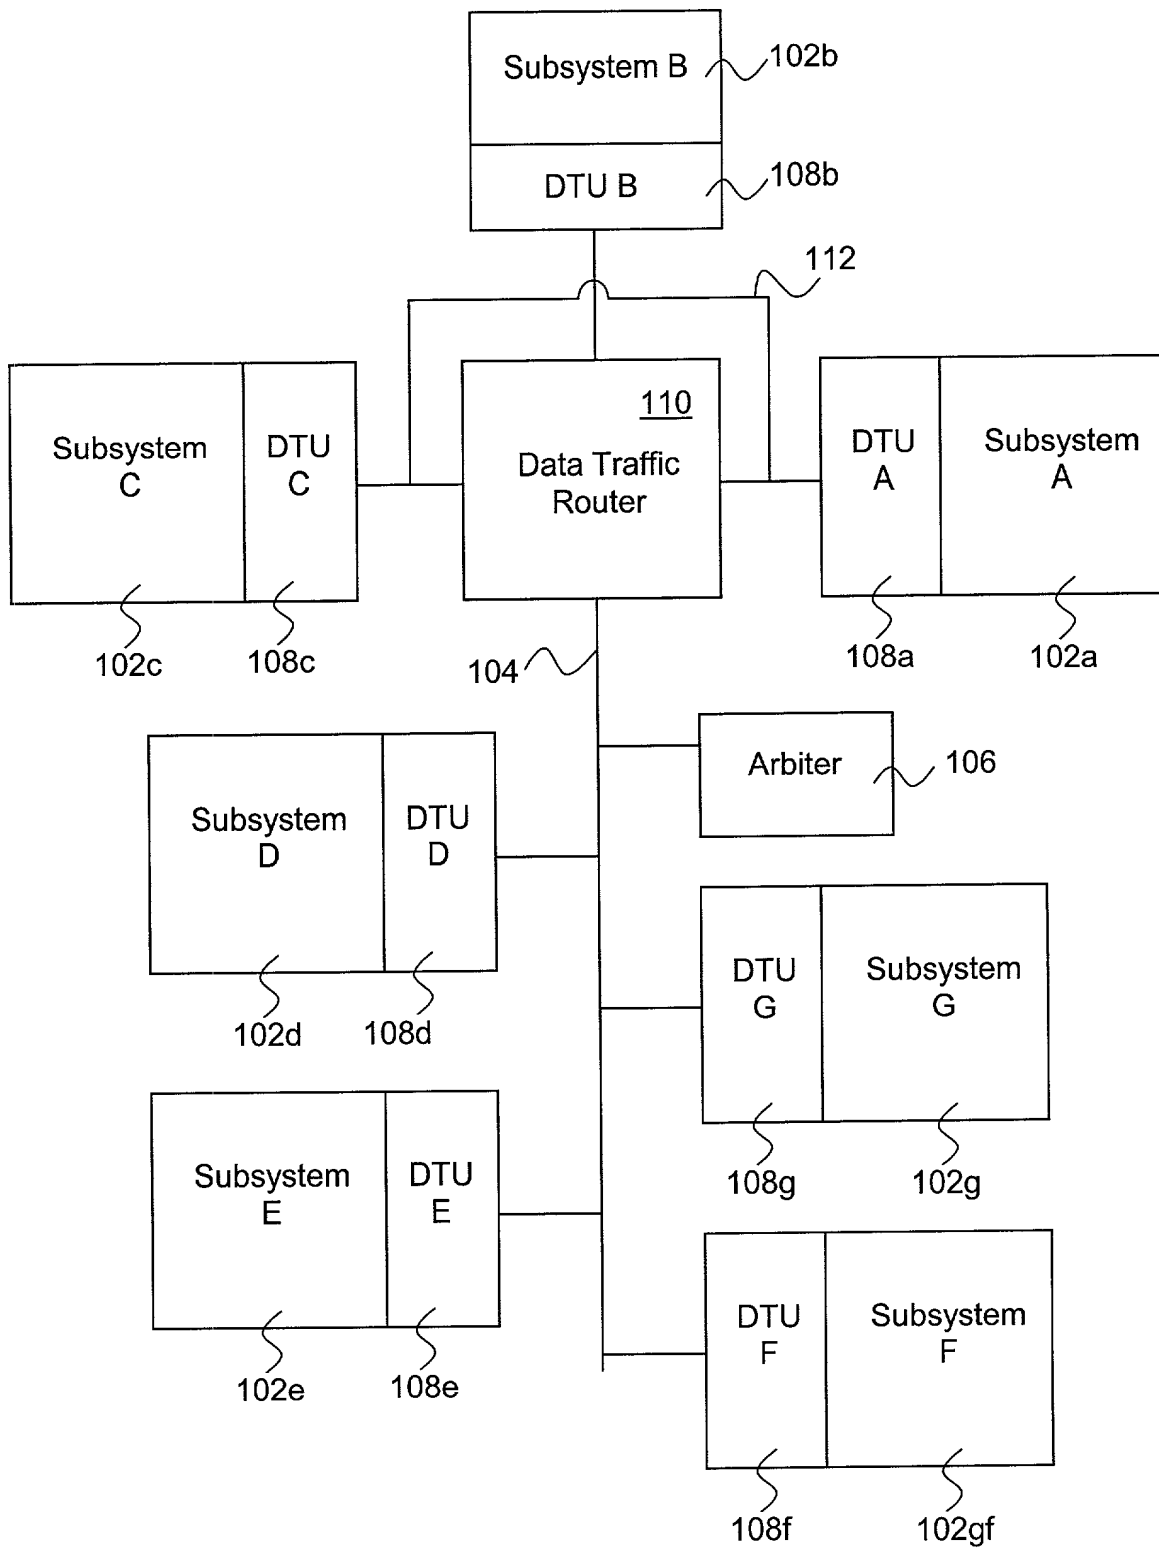 Subsystem B
102b
DTU B
108b
112
Subsystem
C
DTU
C
110
Data Traffic
Router
DTU
A
Subsystem
A
102c
108c
104
108a
102a
Arbiter
106
Subsystem
D
DTU
D
102d
108d
DTU
G
Subsystem
G
108g
102g
Subsystem
E
DTU
E
102e
108e
DTU
F
Subsystem
F
108f
102gf